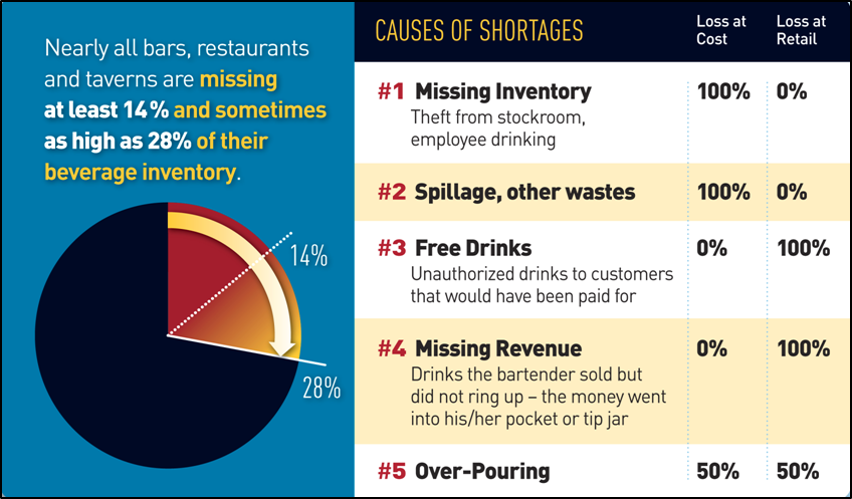 Nearly all bars, restaurants
and taverns are missing
at least 14% and sometimes
as high as 28% of their
beverage inventory.
14%
28%
CAUSES OF SHORTAGES
Loss at
Cost
Loss at
Retail
#1 Missing Inventory 100% 0%
Theft from stockroom,
employee drinking
#2 Spillage, other wastes 100% 0%
#3 Free Drinks 0% 100%
Unauthorized drinks to customers
that would have been paid for
#4 Missing Revenue 0% 100%
Drinks the bartender sold but
did not ring up – the money went
into his/her pocket or tip jar
#5 Over-Pouring 50% 50%